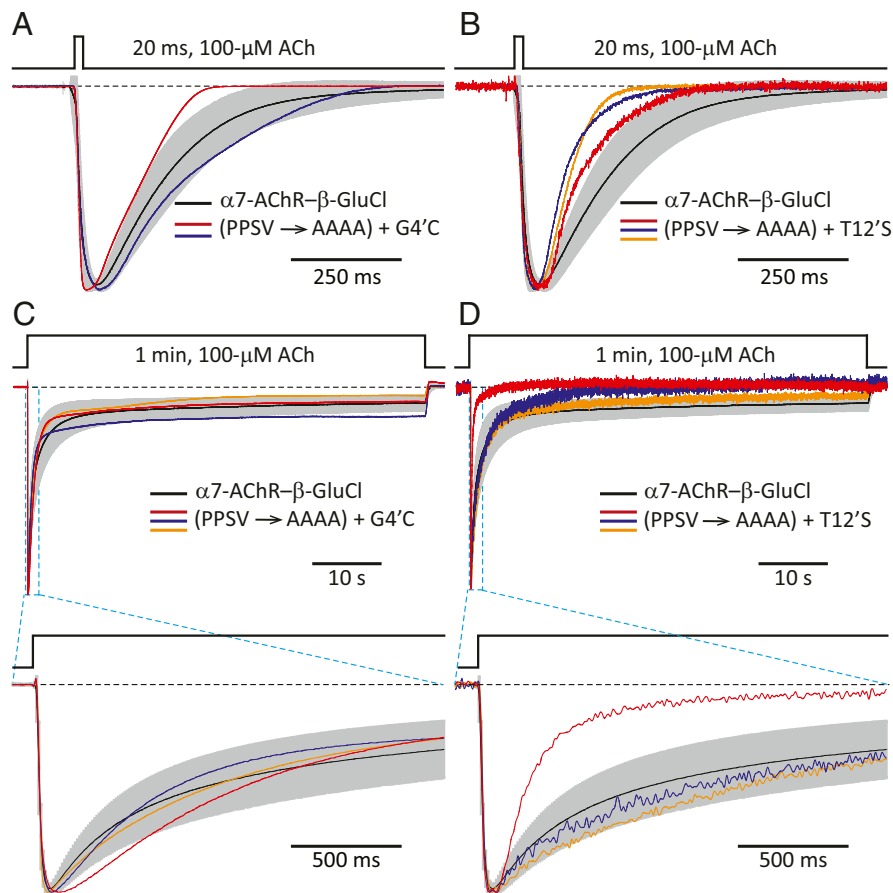 A
20 ms, 100-µM ACh
α7-AChR–β-GluCl
(PPSV → AAAA) + G4'C
250 ms
B
20 ms, 100-µM ACh
α7-AChR–β-GluCl
(PPSV → AAAA) + T12'S
250 ms
C
1 min, 100-µM ACh
α7-AChR–β-GluCl
(PPSV → AAAA) + G4'C
10 s
500 ms
D
1 min, 100-µM ACh
α7-AChR–β-GluCl
(PPSV → AAAA) + T12'S
10 s
500 ms